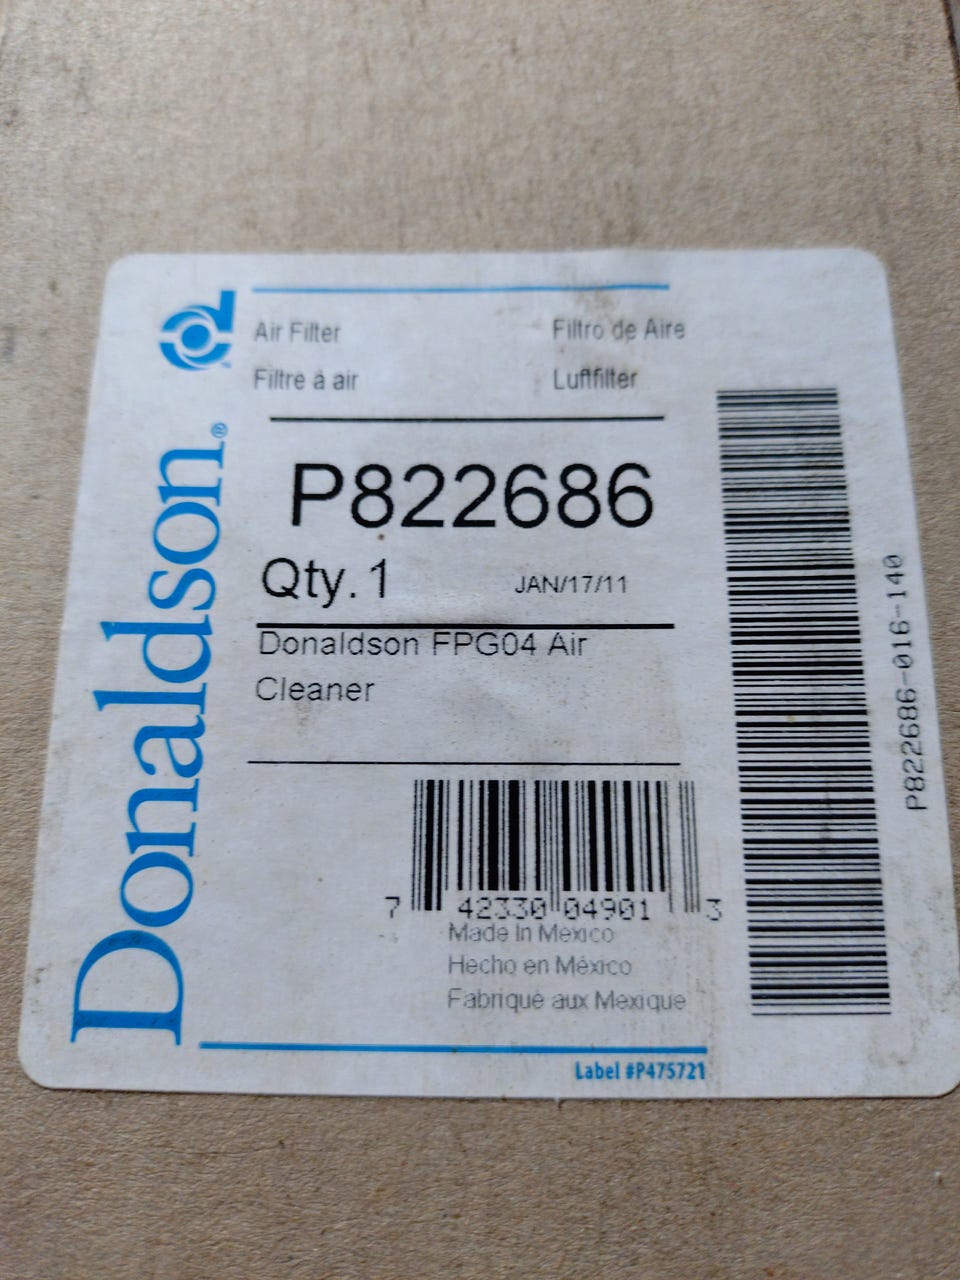 Donaldson®
Air Filter Filtro de Aire
Filtre à air Luftfilter
P822686
Qty. 1 JAN/17/11
Donaldson FPG04 Air
Cleaner
7 42330 04901 3
Made In Mexico
Hecho en México
Fabriqué aux Mexique
Label #P475721
P822686-016-140